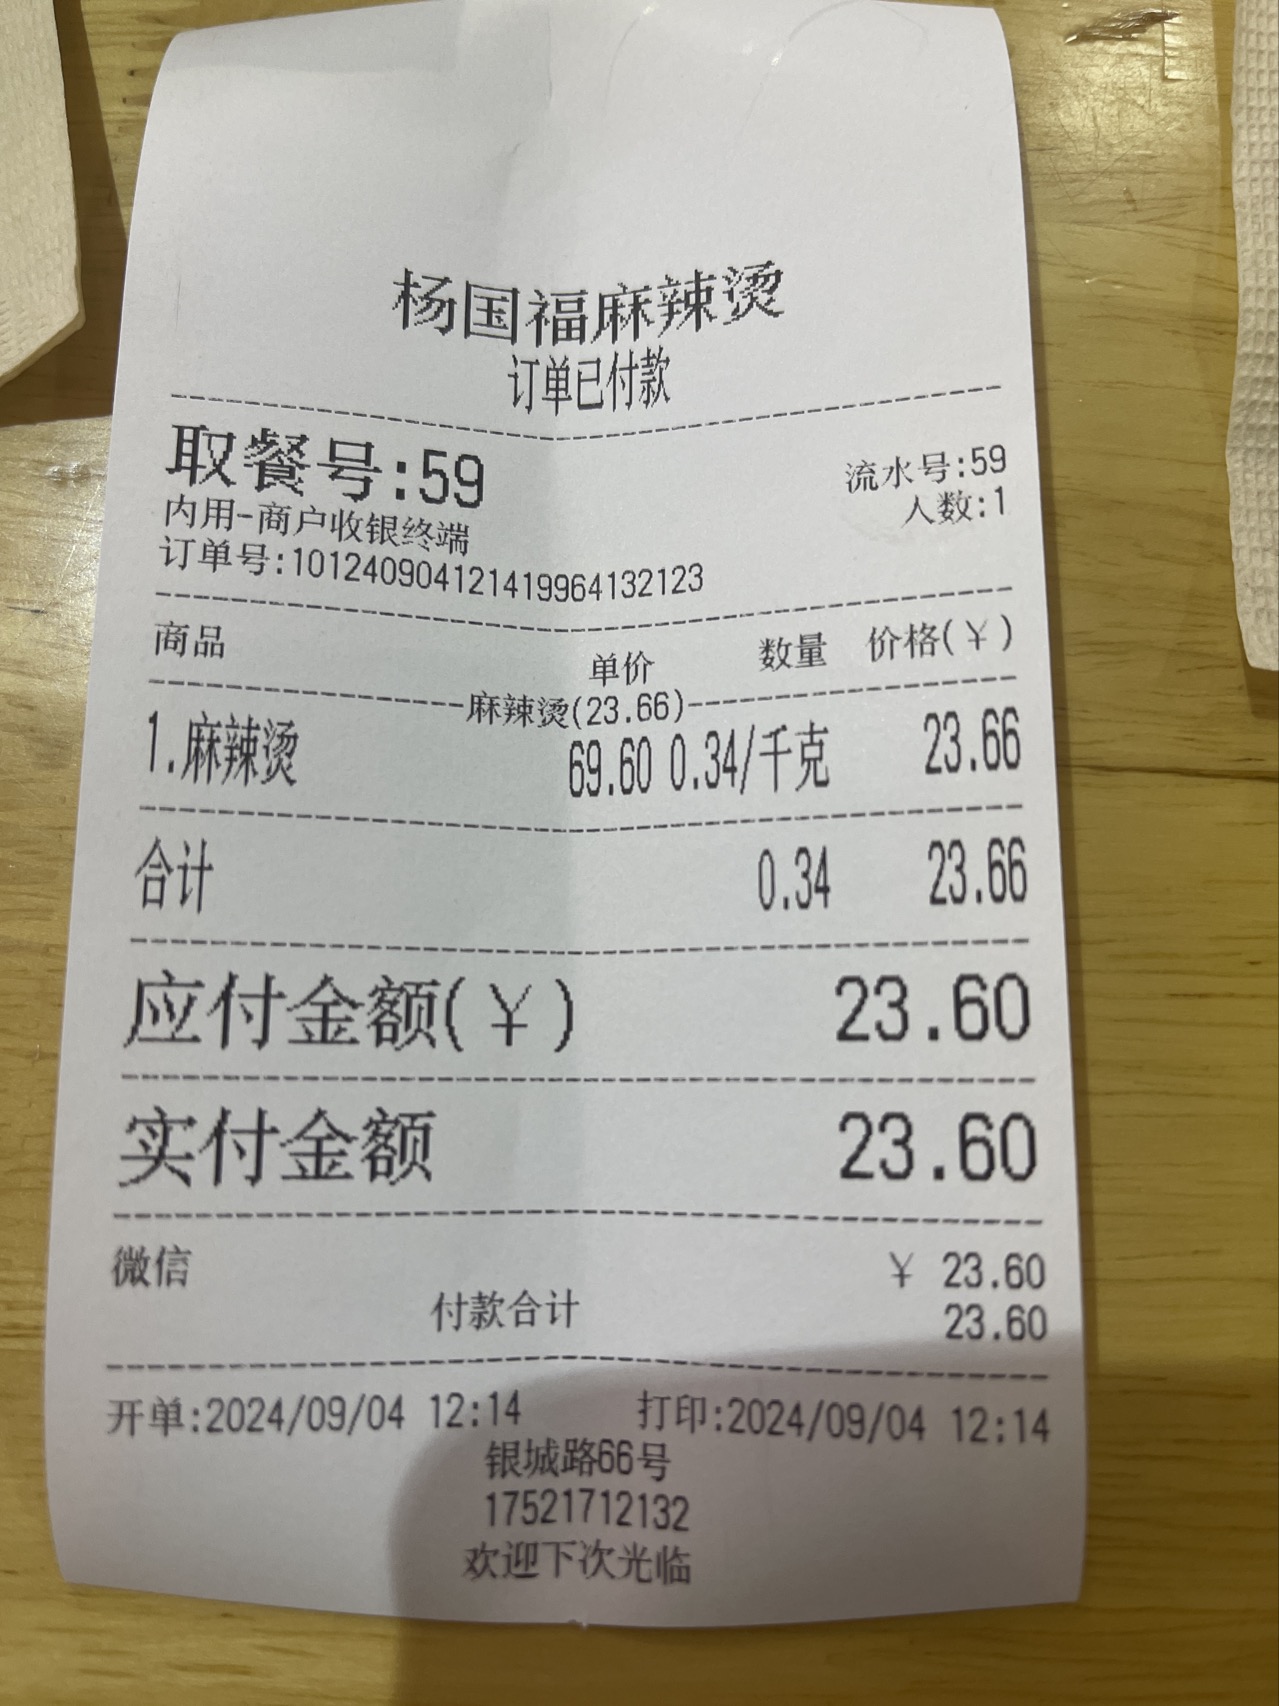 杨国福麻辣烫
订单已付款
取餐号:59
流水号:59
内用-商户收银终端
人数:1
订单号:101240904121419964132123
商品 单价 数量 价格(¥)
麻辣烫(23.66)
1.麻辣烫 69.60 0.34/千克 23.66
合计 0.34 23.66
应付金额(¥) 23.60
实付金额 23.60
微信 ¥ 23.60
付款合计 23.60
开单:2024/09/04 12:14 打印:2024/09/04 12:14
银城路66号
17521712132
欢迎下次光临